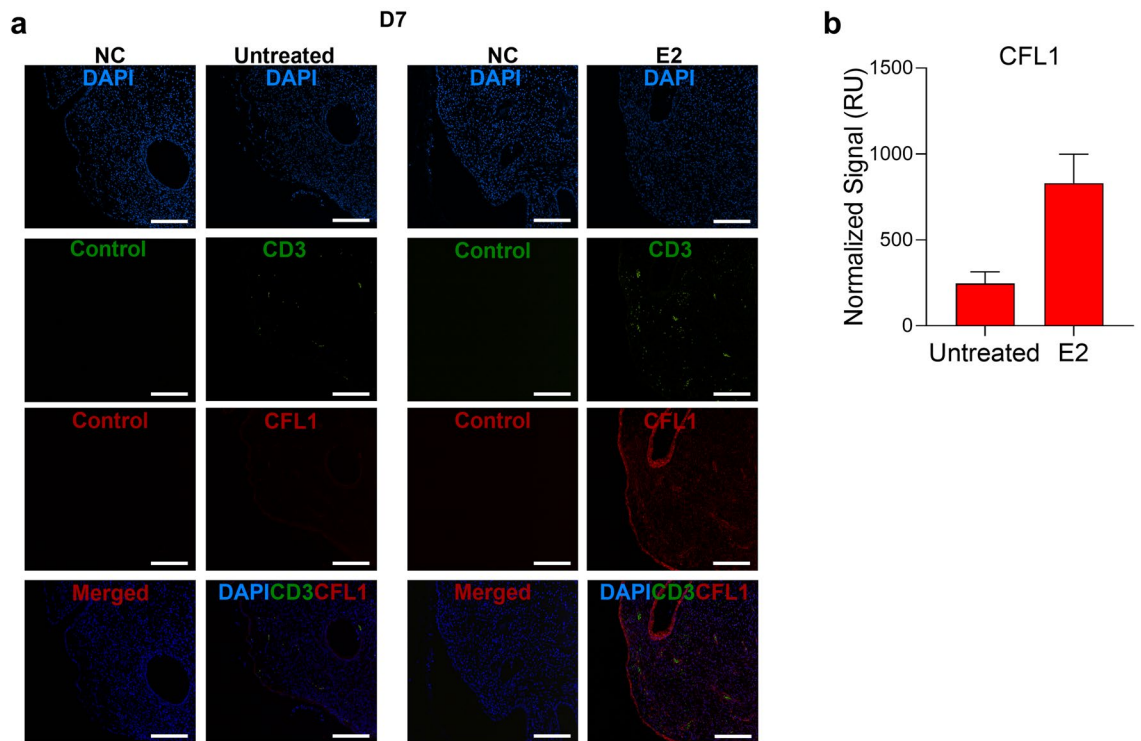 a
D7
NC Untreated NC E2
DAPI DAPI DAPI DAPI
Control CD3 Control CD3
Control CFL1 Control CFL1
Merged DAPICD3CFL1 Merged DAPICD3CFL1
b
CFL1
Normalized Signal (RU)
1500
1000
500
0
Untreated E2